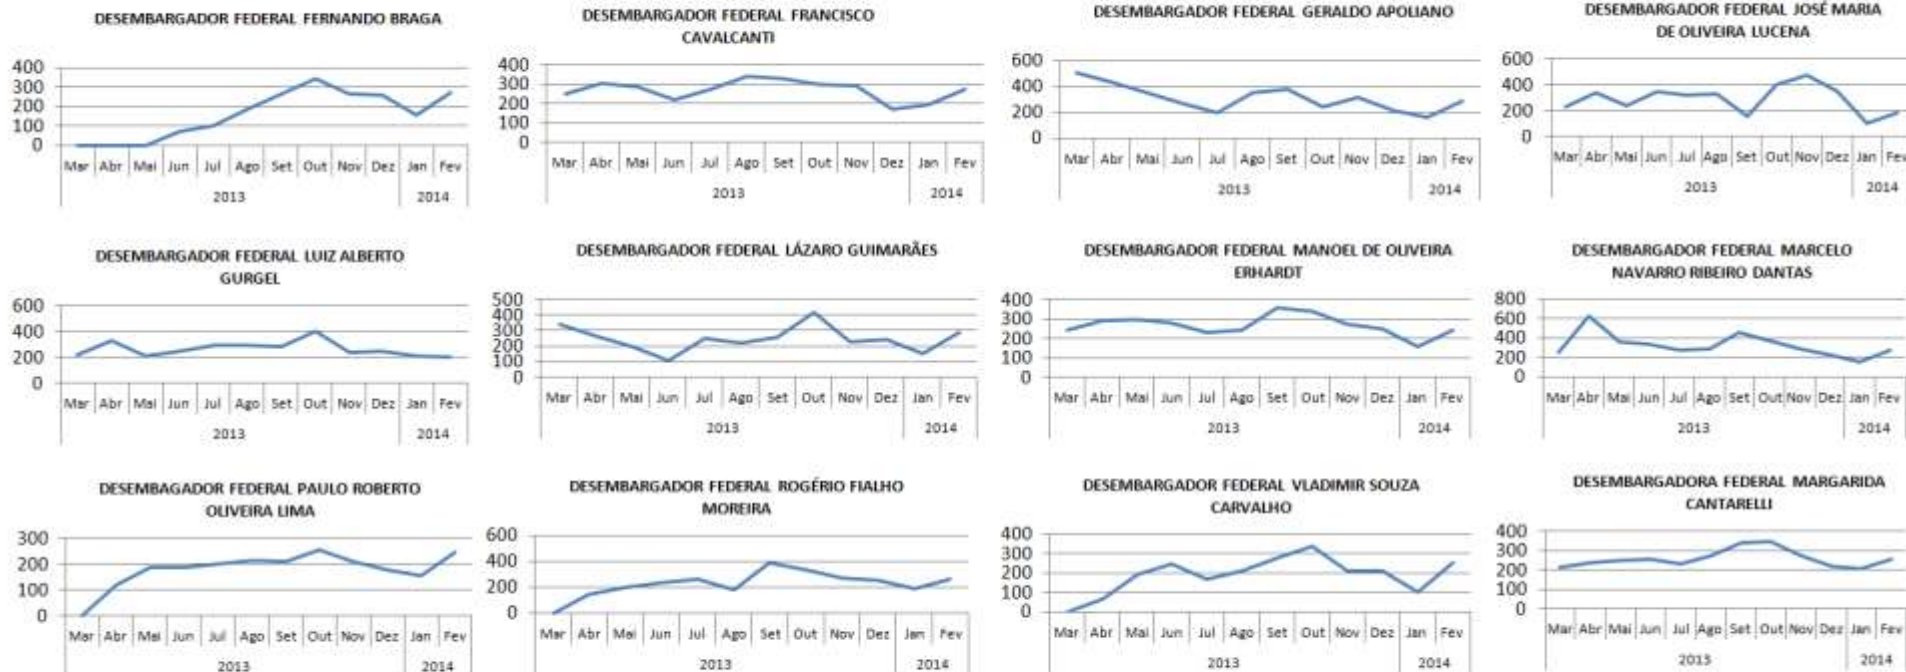 DESEMBARGADOR FEDERAL FERNANDO BRAGA
400
300
200
100
0
Mar Abr Mai Jun Jul Ago Set Out Nov Dez Jan Fev
2013 2014
DESEMBARGADOR FEDERAL FRANCISCO
CAVALCANTI
400
300
200
100
0
Mar Abr Mai Jun Jul Ago Set Out Nov Dez Jan Fev
2013 2014
DESEMBARGADOR FEDERAL GERALDO APOLIANO
600
400
200
0
Mar Abr Mai Jun Jul Ago Set Out Nov Dez Jan Fev
2013 2014
DESEMBARGADOR FEDERAL JOSÉ MARIA
DE OLIVEIRA LUCENA
600
400
200
0
Mar Abr Mai Jun Jul Ago Set Out Nov Dez Jan Fev
2013 2014
DESEMBARGADOR FEDERAL LUIZ ALBERTO
GURGEL
600
400
200
0
Mar Abr Mai Jun Jul Ago Set Out Nov Dez Jan Fev
2013 2014
DESEMBARGADOR FEDERAL LÁZARO GUIMARÃES
500
400
300
200
100
0
Mar Abr Mai Jun Jul Ago Set Out Nov Dez Jan Fev
2013 2014
DESEMBARGADOR FEDERAL MANOEL DE OLIVEIRA
ERHARDT
400
300
200
100
0
Mar Abr Mai Jun Jul Ago Set Out Nov Dez Jan Fev
2013 2014
DESEMBARGADOR FEDERAL MARCELO
NAVARRO RIBEIRO DANTAS
800
600
400
200
0
Mar Abr Mai Jun Jul Ago Set Out Nov Dez Jan Fev
2013 2014
DESEMBAGADOR FEDERAL PAULO ROBERTO
OLIVEIRA LIMA
300
200
100
0
Mar Abr Mai Jun Jul Ago Set Out Nov Dez Jan Fev
2013 2014
DESEMBARGADOR FEDERAL ROGÉRIO FIALHO
MOREIRA
600
400
200
0
Mar Abr Mai Jun Jul Ago Set Out Nov Dez Jan Fev
2013 2014
DESEMBARGADOR FEDERAL VLADIMIR SOUZA
CARVALHO
400
300
200
100
0
Mar Abr Mai Jun Jul Ago Set Out Nov Dez Jan Fev
2013 2014
DESEMBARGADORA FEDERAL MARGARIDA
CANTARELLI
400
300
200
100
0
Mar Abr Mai Jun Jul Ago Set Out Nov Dez Jan Fev
2013 2014